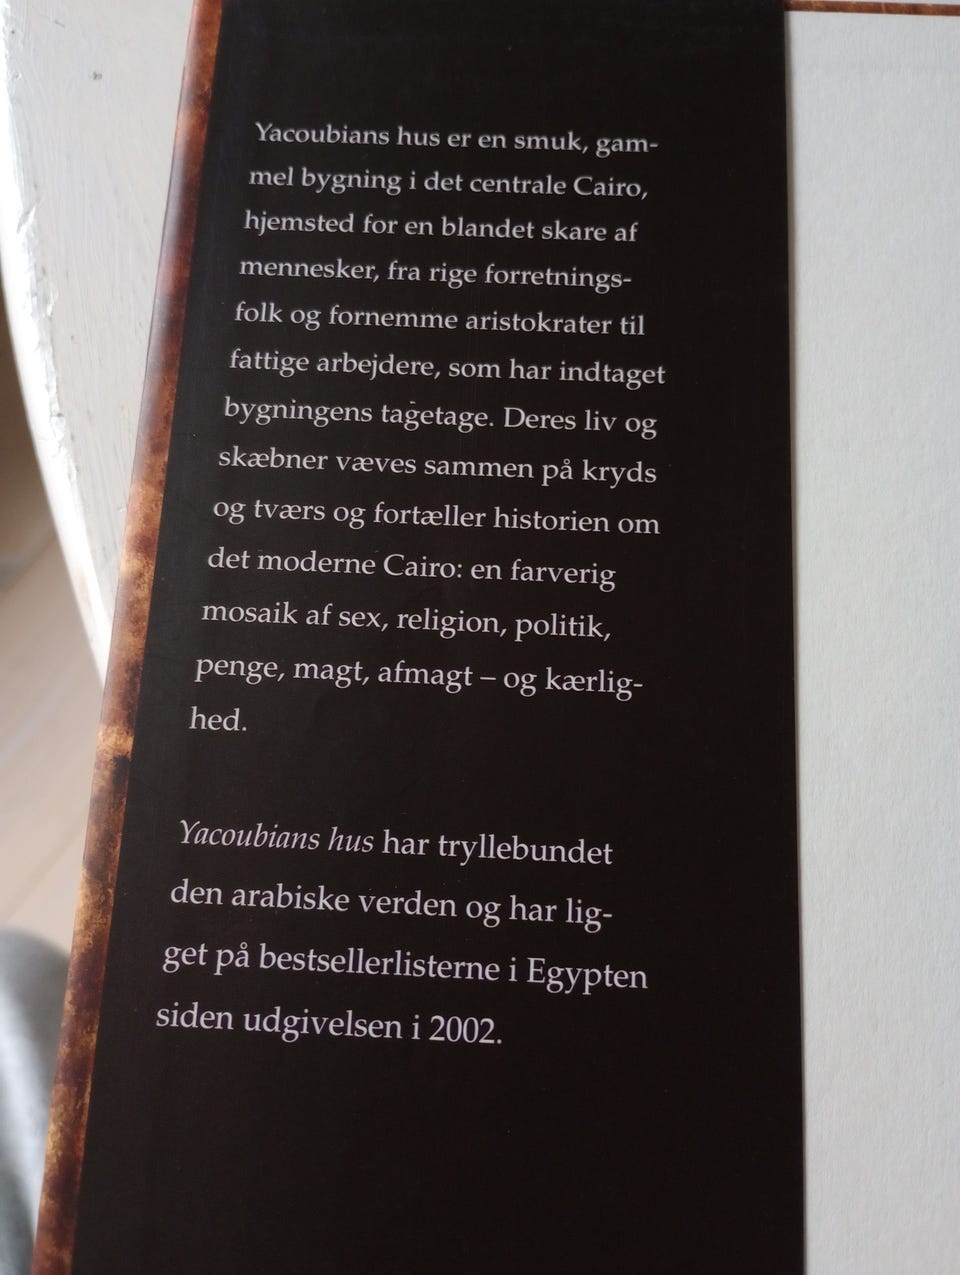 Yacoubians hus er en smuk, gam-
mel bygning i det centrale Cairo,
hjemsted for en blandet skare af
mennesker, fra rige forretnings-
folk og fornemme aristokrater til
fattige arbejdere, som har indtaget
bygningens tagetage. Deres liv og
skæbner væves sammen på kryds
og tværs og fortæller historien om
det moderne Cairo: en farverig
mosaik af sex, religion, politik,
penge, magt, afmagt – og kærlig-
hed.
Yacoubians hus har tryllebundet
den arabiske verden og har lig-
get på bestsellerlisterne i Egypten
siden udgivelsen i 2002.